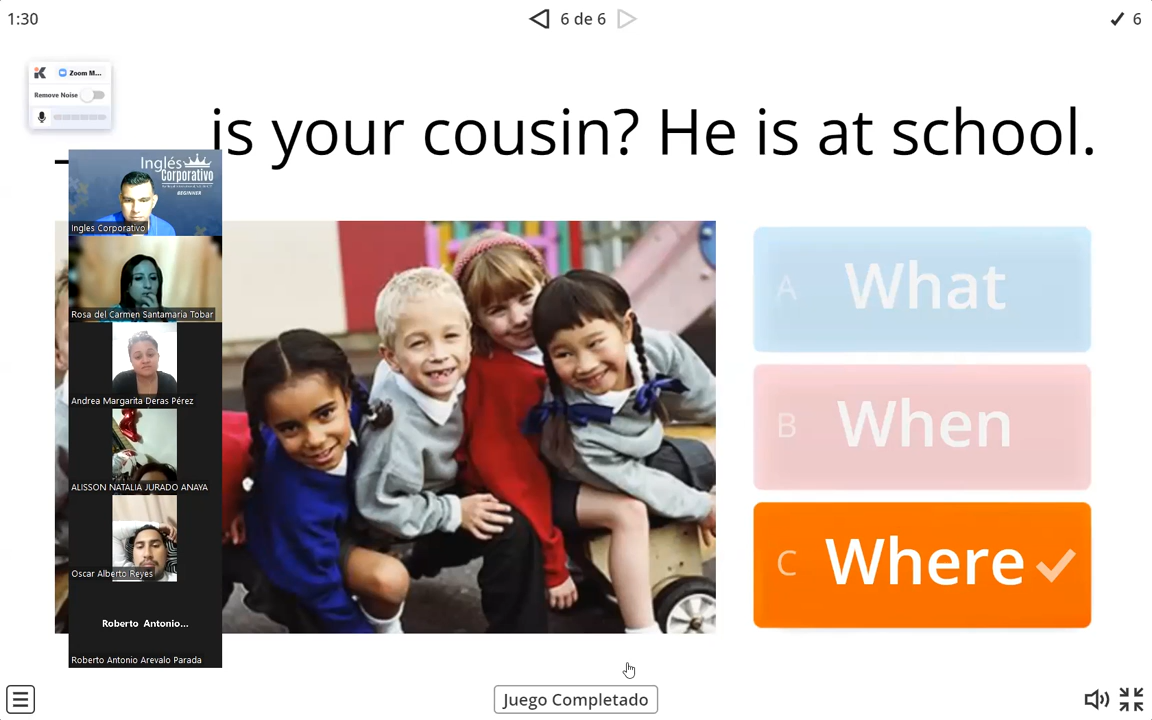 1:30
6 de 6
6
Zoom M...
Remove Noise
_ is your cousin? He is at school.
Inglés
Corporativo
BEGINNER
Ingles Corporativo
Rosa del Carmen Santamaria Tobar
Andrea Margarita Deras Pérez
ALISSON NATALIA JURADO ANAYA
Oscar Alberto Reyes
Roberto Antonio...
Roberto Antonio Arevalo Parada
A What
B When
C Where
Juego Completado